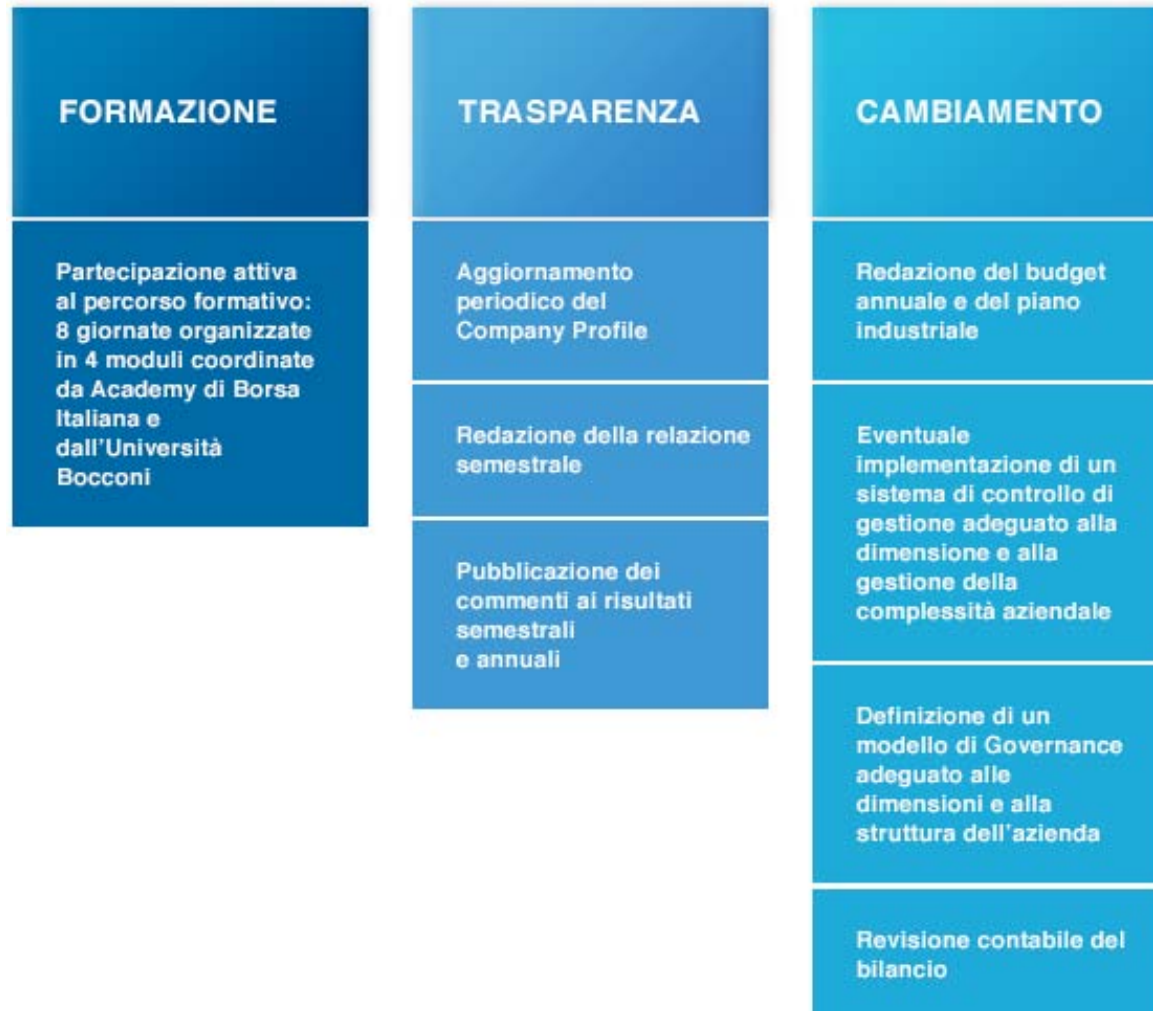 FORMAZIONE
Partecipazione attiva
al percorso formativo:
8 giornate organizzate
in 4 moduli coordinate
da Academy di Borsa
Italiana e
dall'Università
Bocconi
TRASPARENZA
Aggiornamento
periodico del
Company Profile
Redazione della relazione
semestrale
Pubblicazione dei
commenti ai risultati
semestrali
e annuali
CAMBIAMENTO
Redazione del budget
annuale e del piano
industriale
Eventuale
implementazione di un
sistema di controllo di
gestione adeguato alla
dimensione e alla
gestione della
complessità aziendale
Definizione di un
modello di Governance
adeguato alle
dimensioni e alla
struttura dell'azienda
Revisione contabile del
bilancio